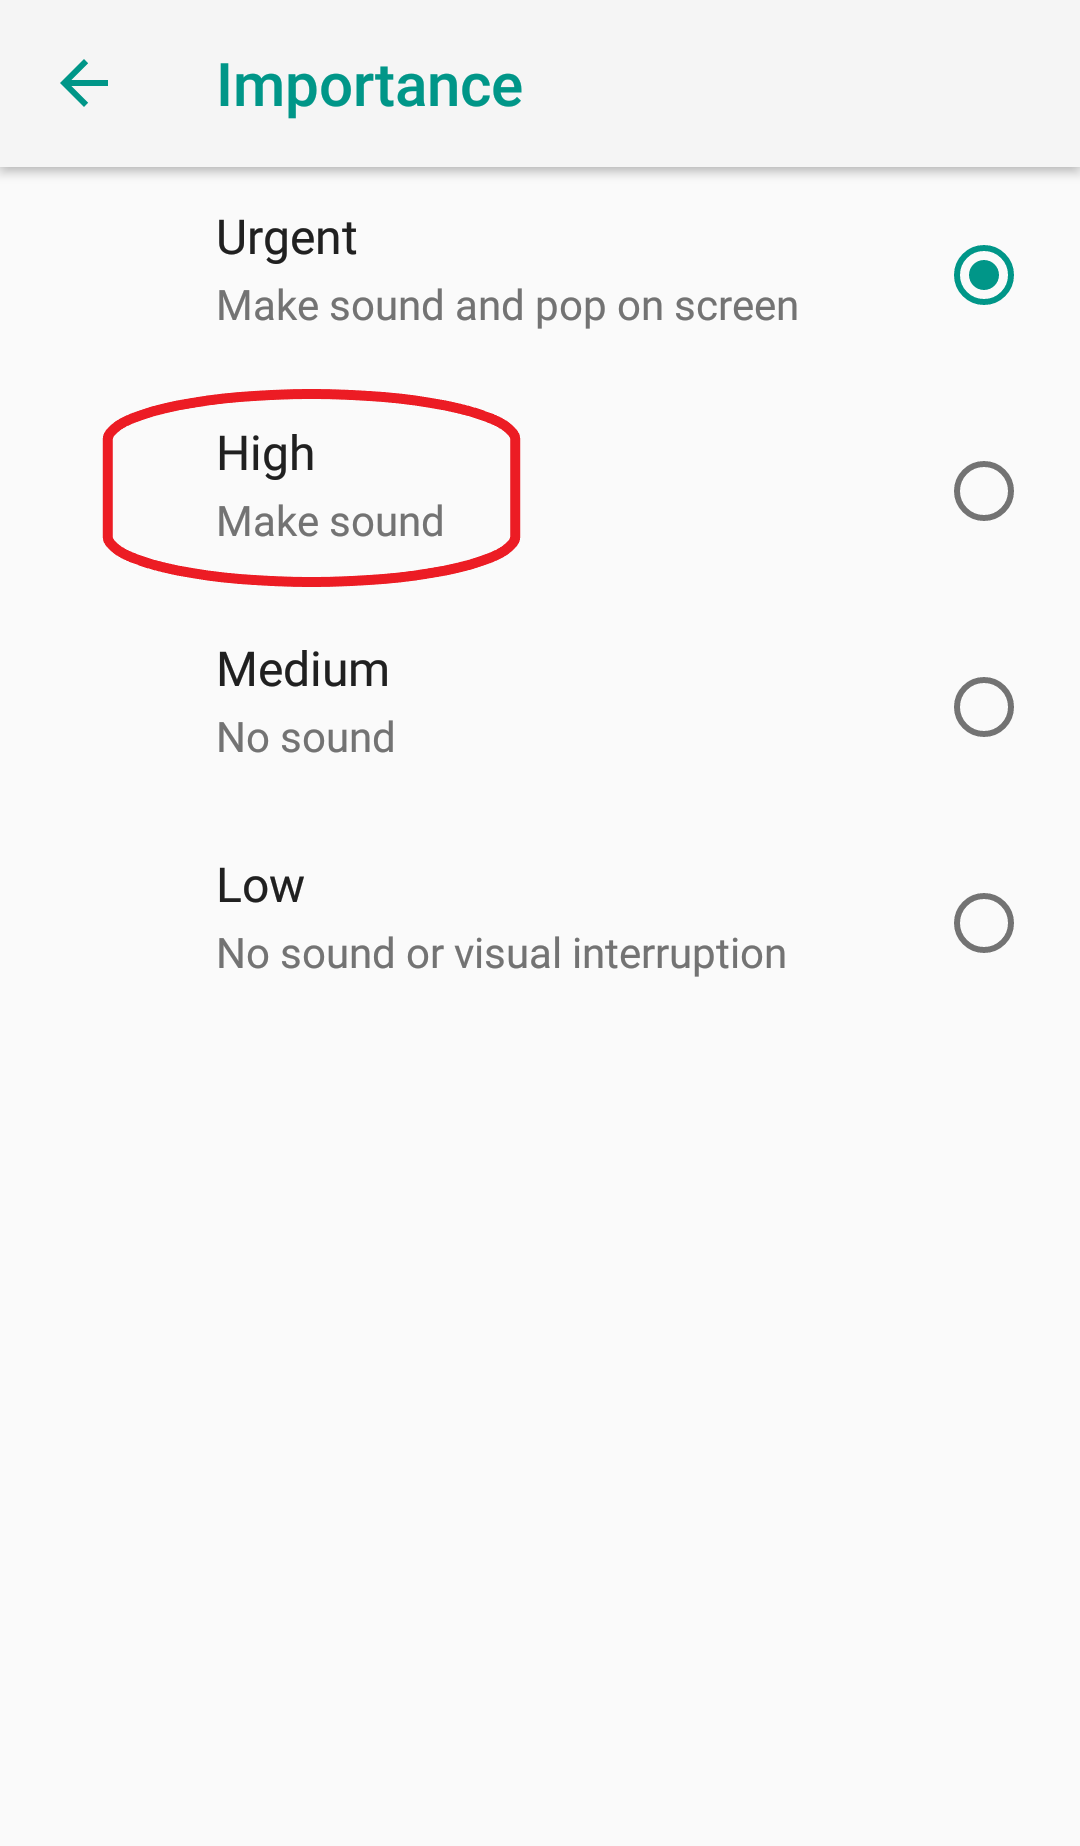 Importance
Urgent
Make sound and pop on screen
High
Make sound
Medium
No sound
Low
No sound or visual interruption